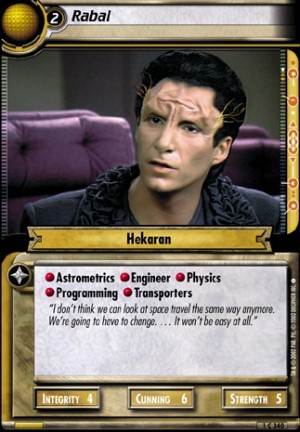 2 Rabal
Hekaran
Astrometrics Engineer Physics
Programming Transporters
"I don't think we can look at space travel the same way anymore.
We're going to have to change. . . . It won't be easy at all."
INTEGRITY 4 CUNNING 6 STRENGTH 5